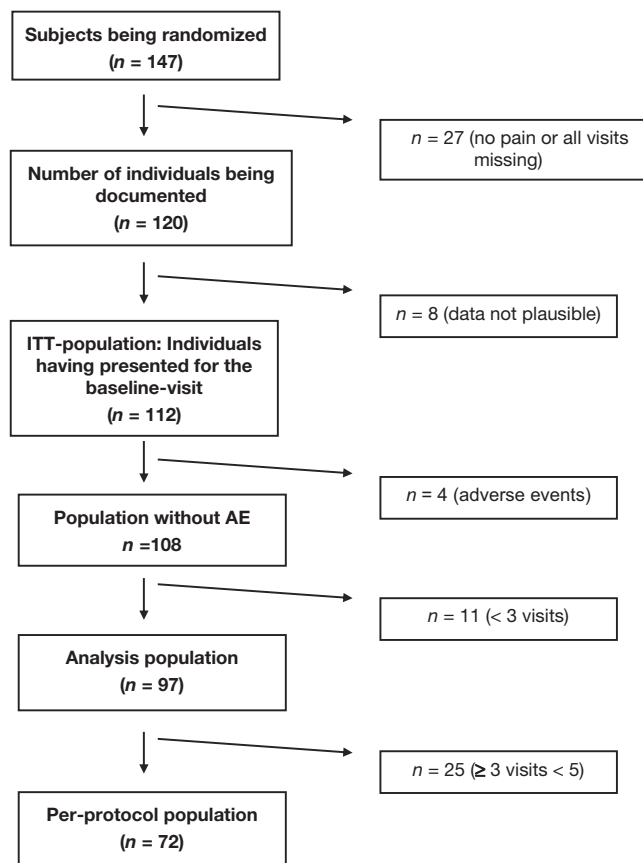 Subjects being randomized
(n = 147)
n = 27 (no pain or all visits
missing)
Number of individuals being
documented
(n = 120)
n = 8 (data not plausible)
ITT-population: Individuals
having presented for the
baseline-visit
(n = 112)
n = 4 (adverse events)
Population without AE
n =108
n = 11 (< 3 visits)
Analysis population
(n = 97)
n = 25 (≥ 3 visits < 5)
Per-protocol population
(n = 72)